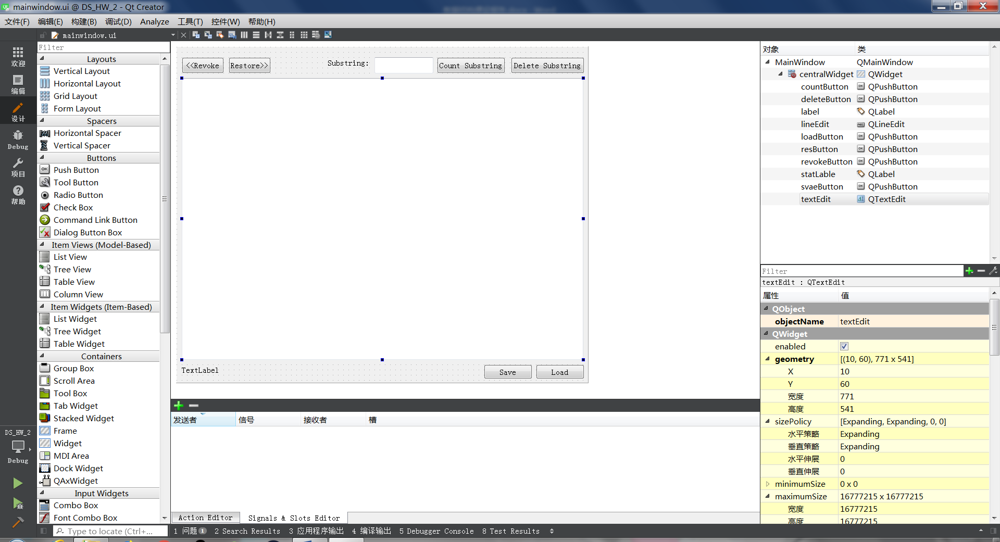 mainwindow.ui @ DS_HW_2 - Qt Creator
文件(F) 编辑(E) 构建(B) 调试(D) Analyze 工具(T) 控件(W) 帮助(H)
mainwindow.ui
欢迎
编辑
设计
Debug
项目
帮助
DS_HW_2
Debug
Filter
Layouts
Vertical Layout
Horizontal Layout
Grid Layout
Form Layout
Spacers
Horizontal Spacer
Vertical Spacer
Buttons
Push Button
Tool Button
Radio Button
Check Box
Command Link Button
Dialog Button Box
Item Views (Model-Based)
List View
Tree View
Table View
Column View
Item Widgets (Item-Based)
List Widget
Tree Widget
Table Widget
Containers
Group Box
Scroll Area
Tool Box
Tab Widget
Stacked Widget
Frame
Widget
MDI Area
Dock Widget
QAxWidget
Input Widgets
Combo Box
Font Combo Box
<<Revoke Restore>> Substring: Count Substring Delete Substring
TextLabel Save Load
发送者 信号 接收者 槽
Action Editor Signals & Slots Editor
对象 类
MainWindow QMainWindow
centralWidget QWidget
countButton QPushButton
deleteButton QPushButton
label QLabel
lineEdit QLineEdit
loadButton QPushButton
resButton QPushButton
revokeButton QPushButton
statLable QLabel
svaeButton QPushButton
textEdit QTextEdit
Filter
textEdit : QTextEdit
属性 值
QObject
objectName textEdit
QWidget
enabled
geometry [(10, 60), 771 x 541]
X 10
Y 60
宽度 771
高度 541
sizePolicy [Expanding, Expanding, 0, 0]
水平策略 Expanding
垂直策略 Expanding
水平伸展 0
垂直伸展 0
minimumSize 0 x 0
maximumSize 16777215 x 16777215
宽度 16777215
高度 16777215
Type to locate (Ctrl+... 1 问题 1 2 Search Results 3 应用程序输出 4 编译输出 5 Debugger Console 8 Test Results